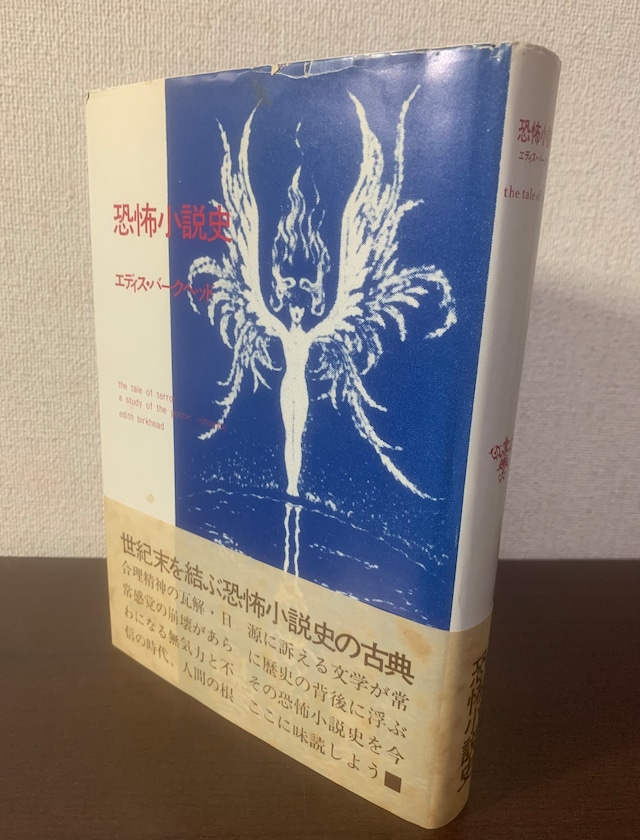 恐怖小説史
エディス・バークヘッド
the tale of terror
a study of the gothic romance
edith birkhead
世紀末を結ぶ恐怖小説史の古典
合理精神の瓦解・日
常感覚の崩壊があら
わになる無気力と不
信の時代、人間の根
源に訴える文学が常
に歴史の背後に浮ぶ
その恐怖小説史を今
ここに味読しよう■
恐怖小
エディス・バー
the tale of
恐怖小説史